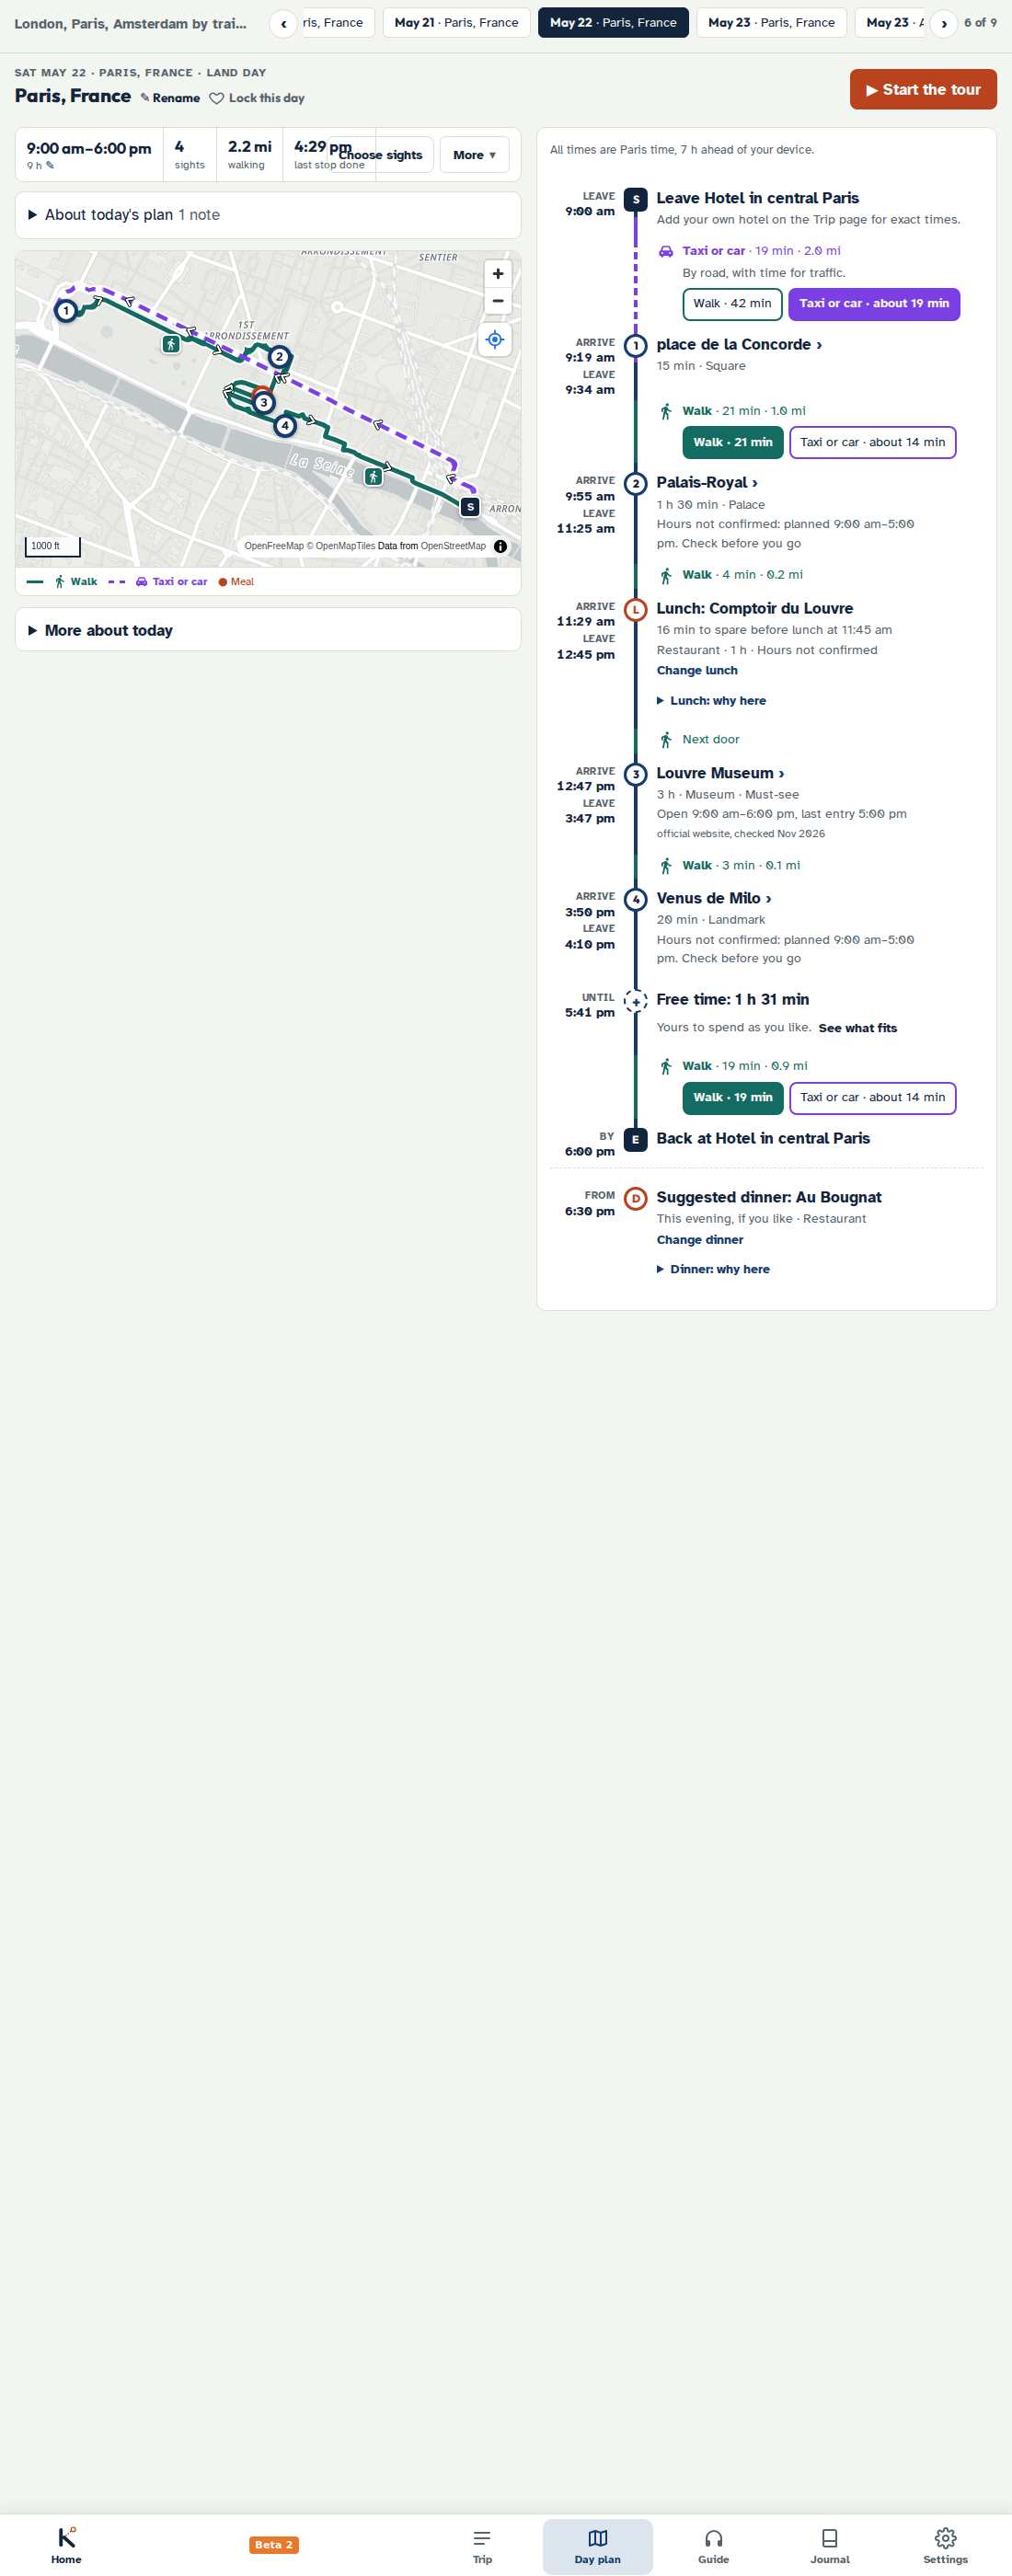 London, Paris, Amsterdam by trai...
‹
ris, France
May 21 · Paris, France
May 22 · Paris, France
May 23 · Paris, France
May 23 · A
›
6 of 9
SAT MAY 22 · PARIS, FRANCE · LAND DAY
Paris, France ✎ Rename Lock this day
▶ Start the tour
9:00 am–6:00 pm
9 h ✎
4
sights
2.2 mi
walking
4:29 pm
last stop done
Choose sights
More ▾
▶ About today's plan 1 note
ARRONDISSEMENT
SENTIER
1ST
ARRONDISSEMENT
La Seine
ARRON
1
2
3
4
S
+
−
1000 ft
OpenFreeMap © OpenMapTiles Data from OpenStreetMap
Walk
Taxi or car
Meal
▶ More about today
All times are Paris time, 7 h ahead of your device.
LEAVE
9:00 am
S
Leave Hotel in central Paris
Add your own hotel on the Trip page for exact times.
Taxi or car · 19 min · 2.0 mi
By road, with time for traffic.
Walk · 42 min
Taxi or car · about 19 min
ARRIVE
9:19 am
LEAVE
9:34 am
1
place de la Concorde ›
15 min · Square
Walk · 21 min · 1.0 mi
Walk · 21 min
Taxi or car · about 14 min
ARRIVE
9:55 am
LEAVE
11:25 am
2
Palais-Royal ›
1 h 30 min · Palace
Hours not confirmed: planned 9:00 am–5:00
pm. Check before you go
Walk · 4 min · 0.2 mi
ARRIVE
11:29 am
LEAVE
12:45 pm
L
Lunch: Comptoir du Louvre
16 min to spare before lunch at 11:45 am
Restaurant · 1 h · Hours not confirmed
Change lunch
▶ Lunch: why here
Next door
ARRIVE
12:47 pm
LEAVE
3:47 pm
3
Louvre Museum ›
3 h · Museum · Must-see
Open 9:00 am–6:00 pm, last entry 5:00 pm
official website, checked Nov 2026
Walk · 3 min · 0.1 mi
ARRIVE
3:50 pm
LEAVE
4:10 pm
4
Venus de Milo ›
20 min · Landmark
Hours not confirmed: planned 9:00 am–5:00
pm. Check before you go
UNTIL
5:41 pm
+
Free time: 1 h 31 min
Yours to spend as you like. See what fits
Walk · 19 min · 0.9 mi
Walk · 19 min
Taxi or car · about 14 min
BY
6:00 pm
E
Back at Hotel in central Paris
FROM
6:30 pm
D
Suggested dinner: Au Bougnat
This evening, if you like · Restaurant
Change dinner
▶ Dinner: why here
Home
Beta 2
Trip
Day plan
Guide
Journal
Settings